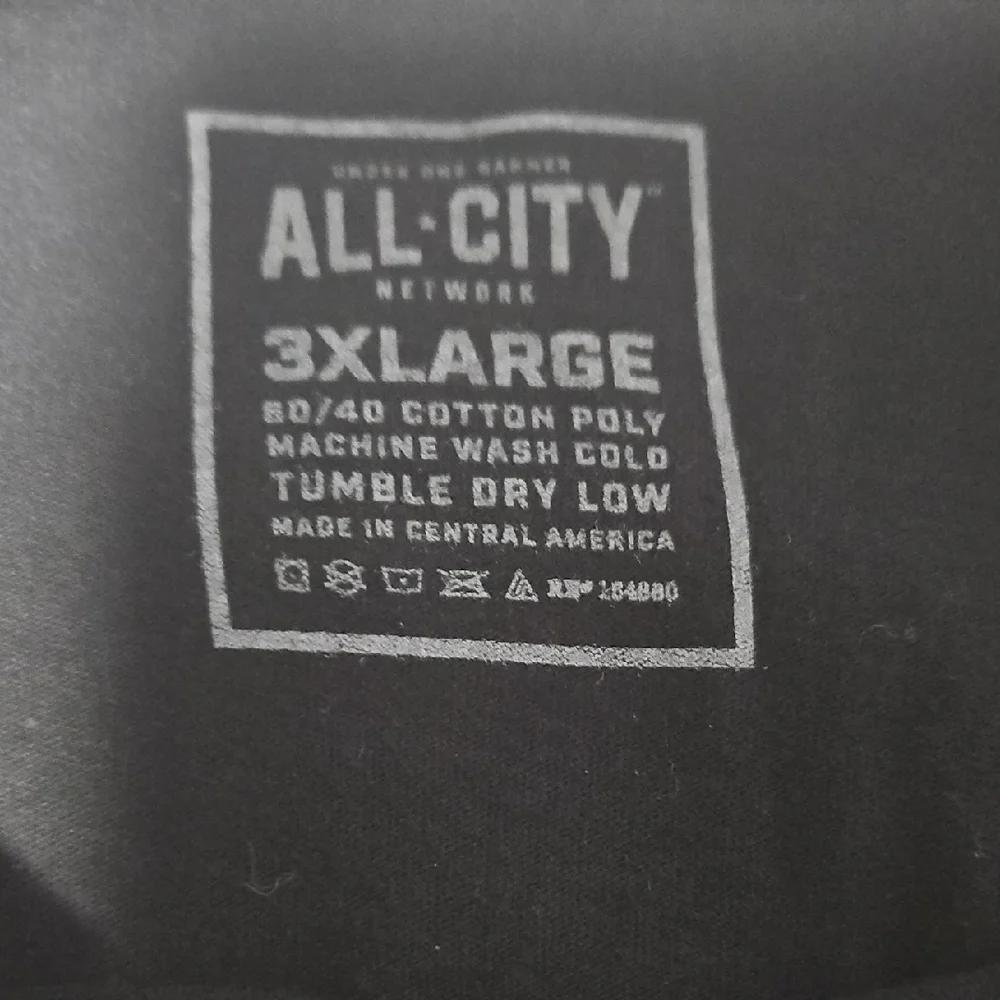 UNDER ONE BANNER
ALL·CITY™
NETWORK
3XLARGE
60/40 COTTON POLY
MACHINE WASH COLD
TUMBLE DRY LOW
MADE IN CENTRAL AMERICA